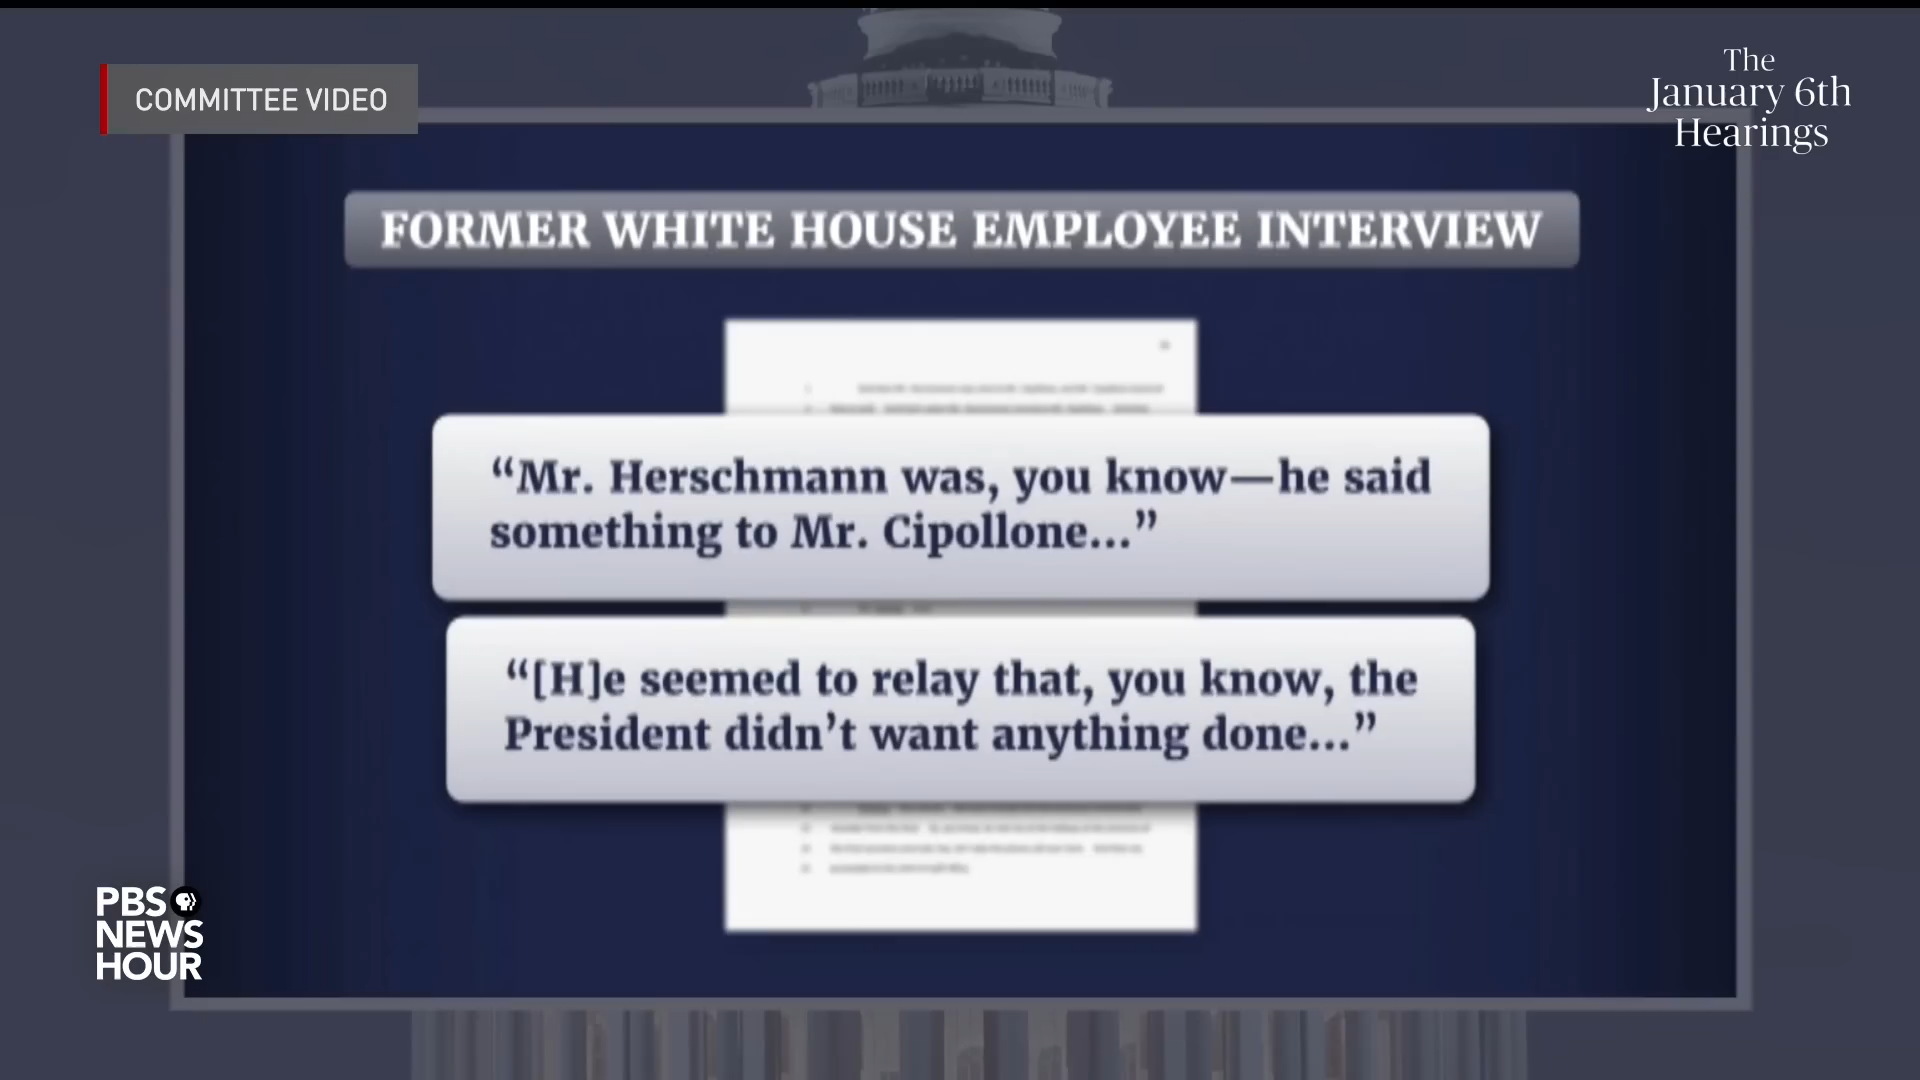 COMMITTEE VIDEO
The
January 6th
Hearings
FORMER WHITE HOUSE EMPLOYEE INTERVIEW
“Mr. Herschmann was, you know—he said
something to Mr. Cipollone...”
“[H]e seemed to relay that, you know, the
President didn’t want anything done...”
PBS
NEWS
HOUR